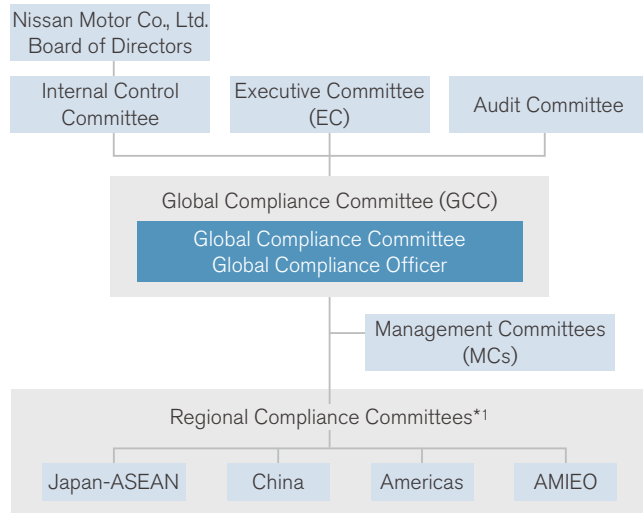 Nissan Motor Co., Ltd.
Board of Directors
Internal Control
Committee
Executive Committee
(EC)
Audit Committee
Global Compliance Committee (GCC)
Global Compliance Committee
Global Compliance Officer
Management Committees
(MCs)
Regional Compliance Committees*1
Japan-ASEAN
China
Americas
AMIEO